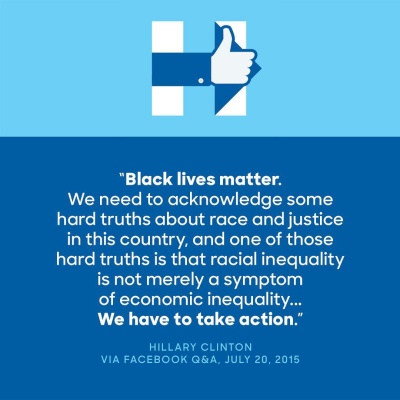 H
“Black lives matter.
We need to acknowledge some
hard truths about race and justice
in this country, and one of those
hard truths is that racial inequality
is not merely a symptom
of economic inequality...
We have to take action.”
HILLARY CLINTON
VIA FACEBOOK Q&A, JULY 20, 2015